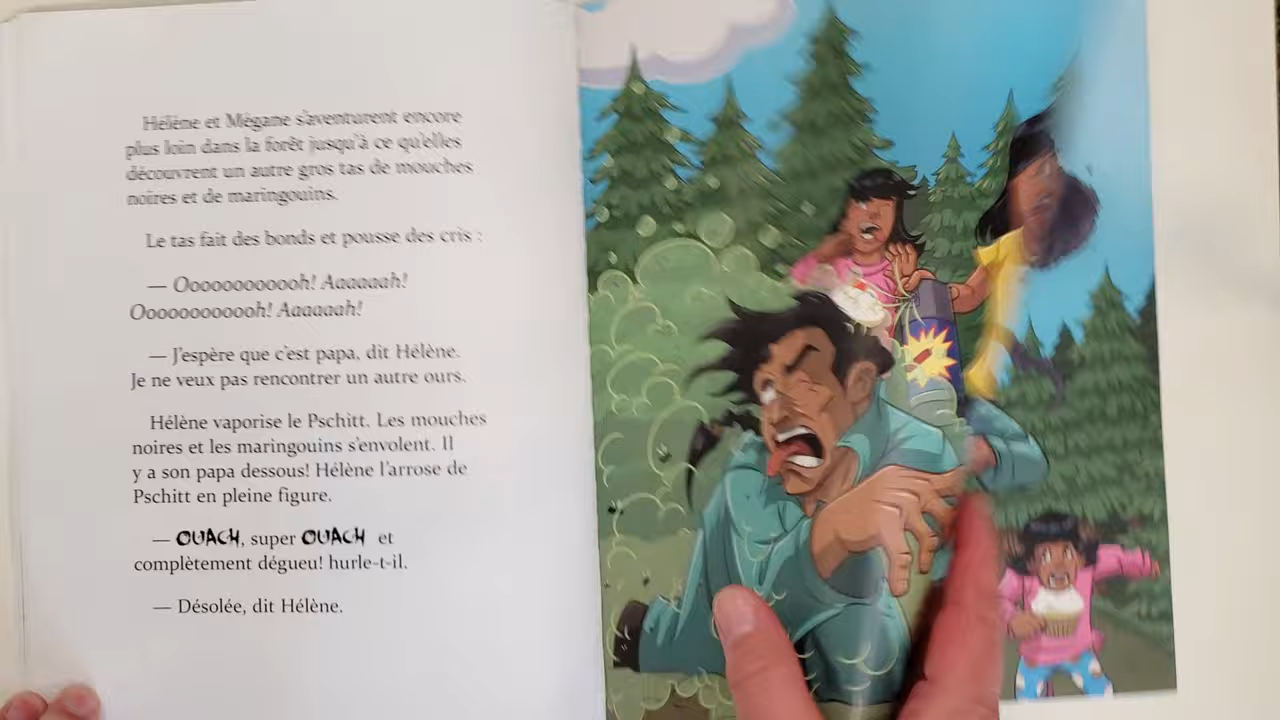 Hélène et Mégane s'aventurent encore
plus loin dans la forêt jusqu'à ce qu'elles
découvrent un autre gros tas de mouches
noires et de maringouins.
Le tas fait des bonds et pousse des cris :
— Ooooooooooooh! Aaaaaah!
Ooooooooooooh! Aaaaaah!
— J'espère que c'est papa, dit Hélène.
Je ne veux pas rencontrer un autre ours.
Hélène vaporise le Pschitt. Les mouches
noires et les maringouins s'envolent. Il
y a son papa dessous! Hélène l'arrose de
Pschitt en pleine figure.
— OUACH, super OUACH et
complètement dégueu! hurle-t-il.
— Désolée, dit Hélène.